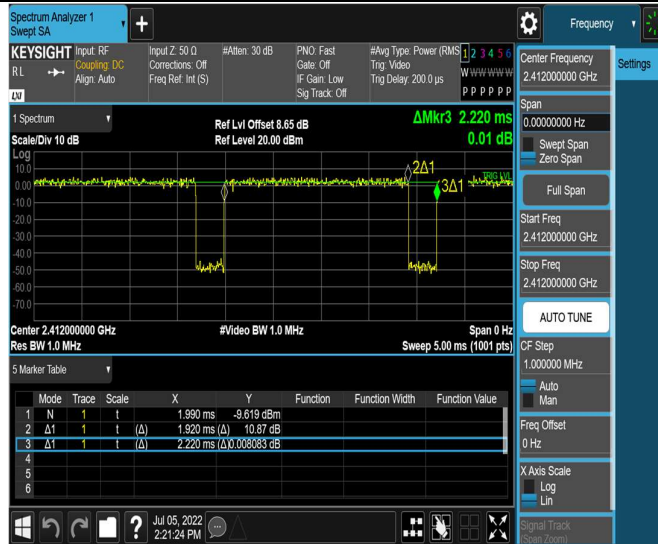 Spectrum Analyzer 1
Swept SA
Frequency
KEYSIGHT
RL
LXI
Input: RF
Coupling: DC
Align: Auto
Input Z: 50 Ω
Corrections: Off
Freq Ref: Int (S)
#Atten: 30 dB
PNO: Fast
Gate: Off
IF Gain: Low
Sig Track: Off
#Avg Type: Power (RMS
Trig: Video
Trig Delay: 200.0 µs
1 2 3 4 5 6
W W W W W W
P P P P P P
1 Spectrum
Scale/Div 10 dB
Ref Lvl Offset 8.65 dB
Ref Level 20.00 dBm
ΔMkr3 2.220 ms
0.01 dB
Log
10.0
0.00
-10.0
-20.0
-30.0
-40.0
-50.0
-60.0
-70.0
1
2Δ1
3Δ1
TRIG LVL
Center 2.412000000 GHz
Res BW 1.0 MHz
#Video BW 1.0 MHz
Span 0 Hz
Sweep 5.00 ms (1001 pts)
5 Marker Table
Mode Trace Scale X Y Function Function Width Function Value
1 N 1 t 1.990 ms -9.619 dBm
2 Δ1 1 t (Δ) 1.920 ms (Δ) 10.87 dB
3 Δ1 1 t (Δ) 2.220 ms (Δ) 0.008083 dB
4
5
6
Jul 05, 2022
2:21:24 PM
Center Frequency
2.412000000 GHz
Settings
Span
0.00000000 Hz
Swept Span
Zero Span
Full Span
Start Freq
2.412000000 GHz
Stop Freq
2.412000000 GHz
AUTO TUNE
CF Step
1.000000 MHz
Auto
Man
Freq Offset
0 Hz
X Axis Scale
Log
Lin
Signal Track
(Span Zoom)